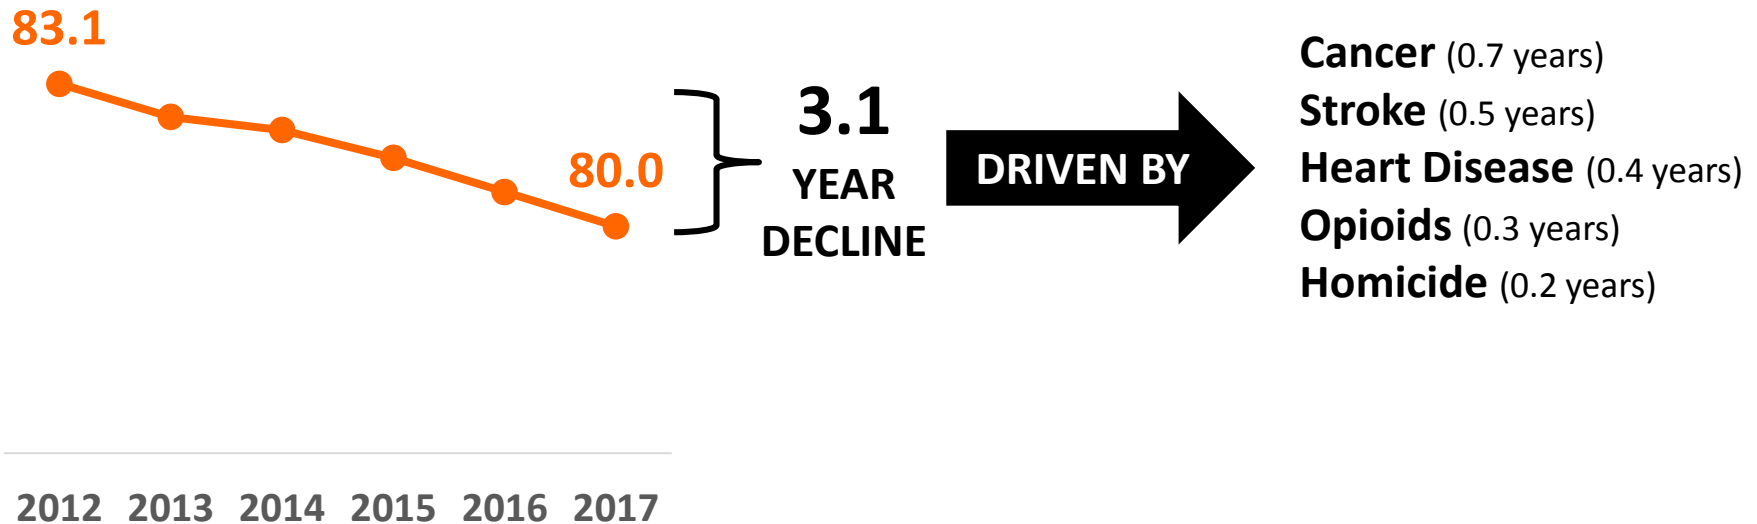 83.1
80.0
3.1
YEAR
DECLINE
DRIVEN BY
Cancer (0.7 years)
Stroke (0.5 years)
Heart Disease (0.4 years)
Opioids (0.3 years)
Homicide (0.2 years)
2012 2013 2014 2015 2016 2017